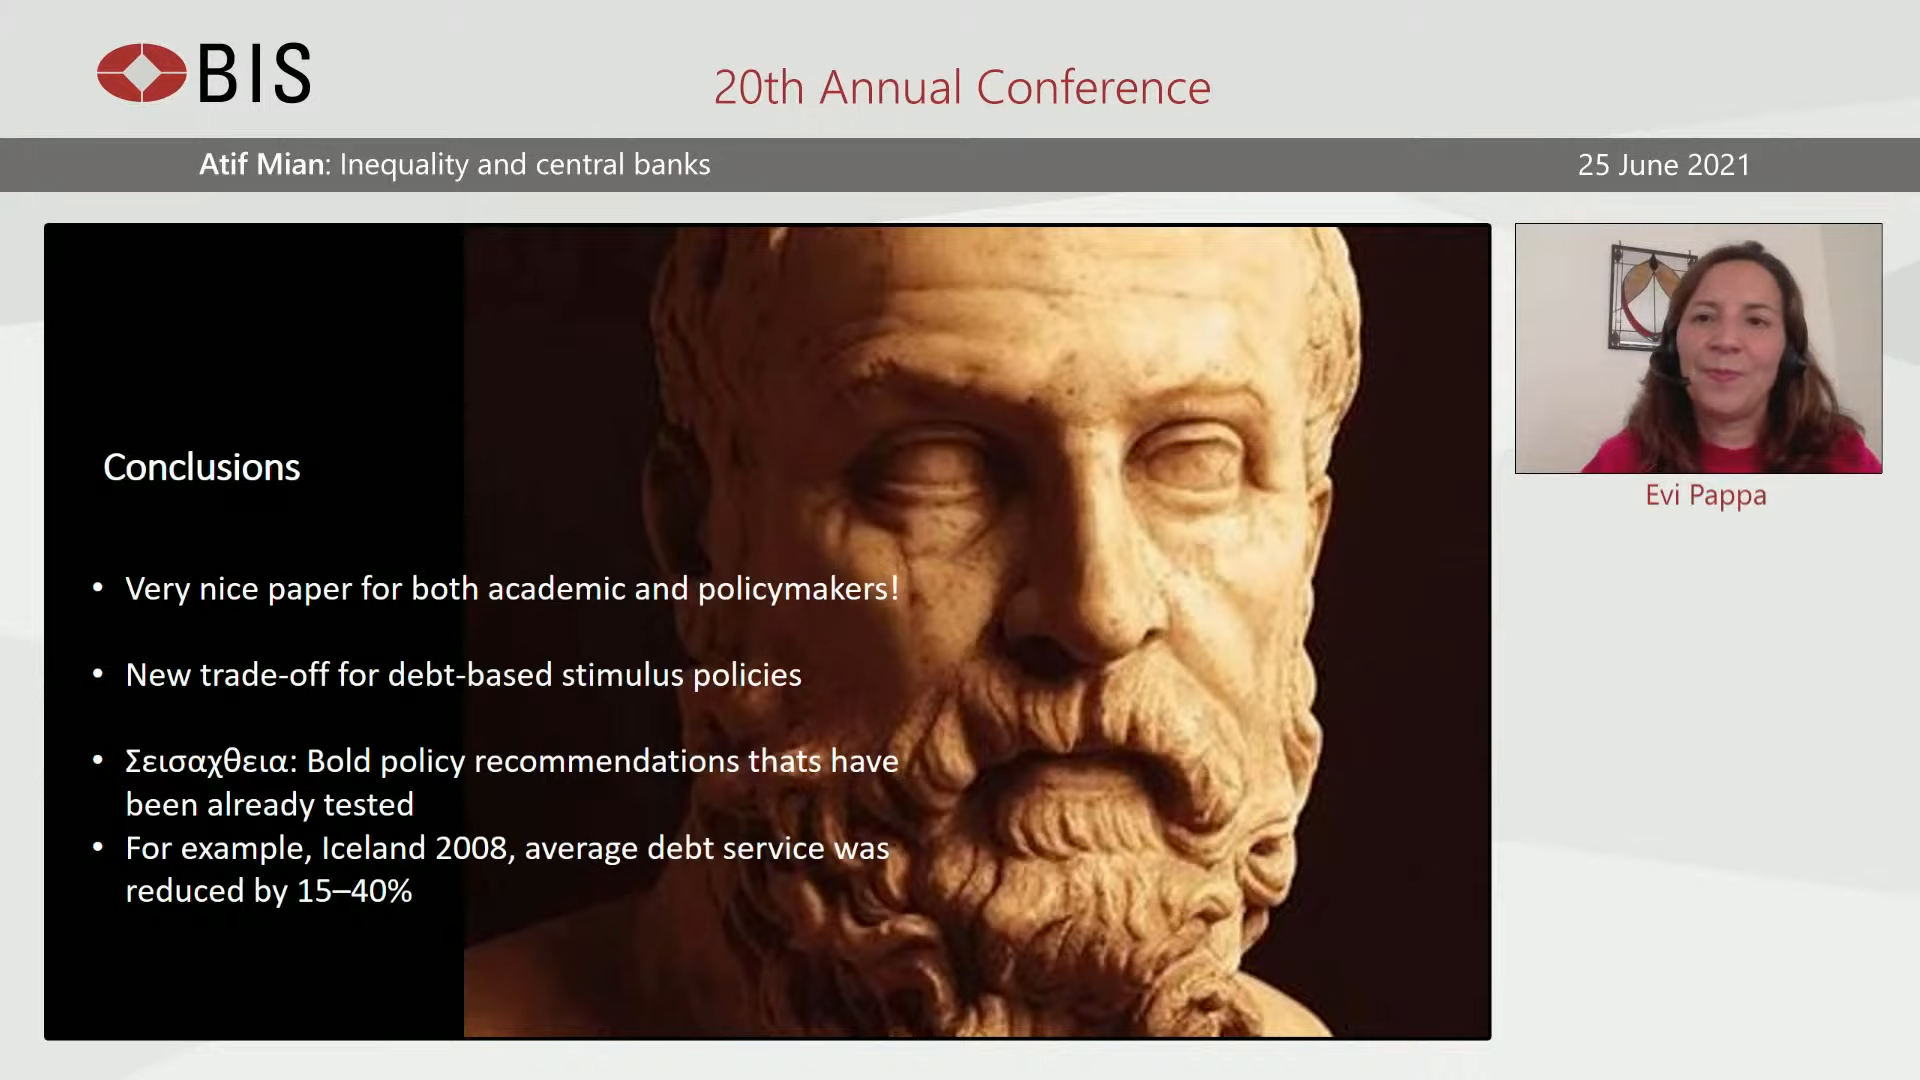 BIS
20th Annual Conference
Atif Mian: Inequality and central banks
25 June 2021
Conclusions
• Very nice paper for both academic and policymakers!
• New trade-off for debt-based stimulus policies
• Σεισαχθεια: Bold policy recommendations thats have
been already tested
• For example, Iceland 2008, average debt service was
reduced by 15–40%
Evi Pappa